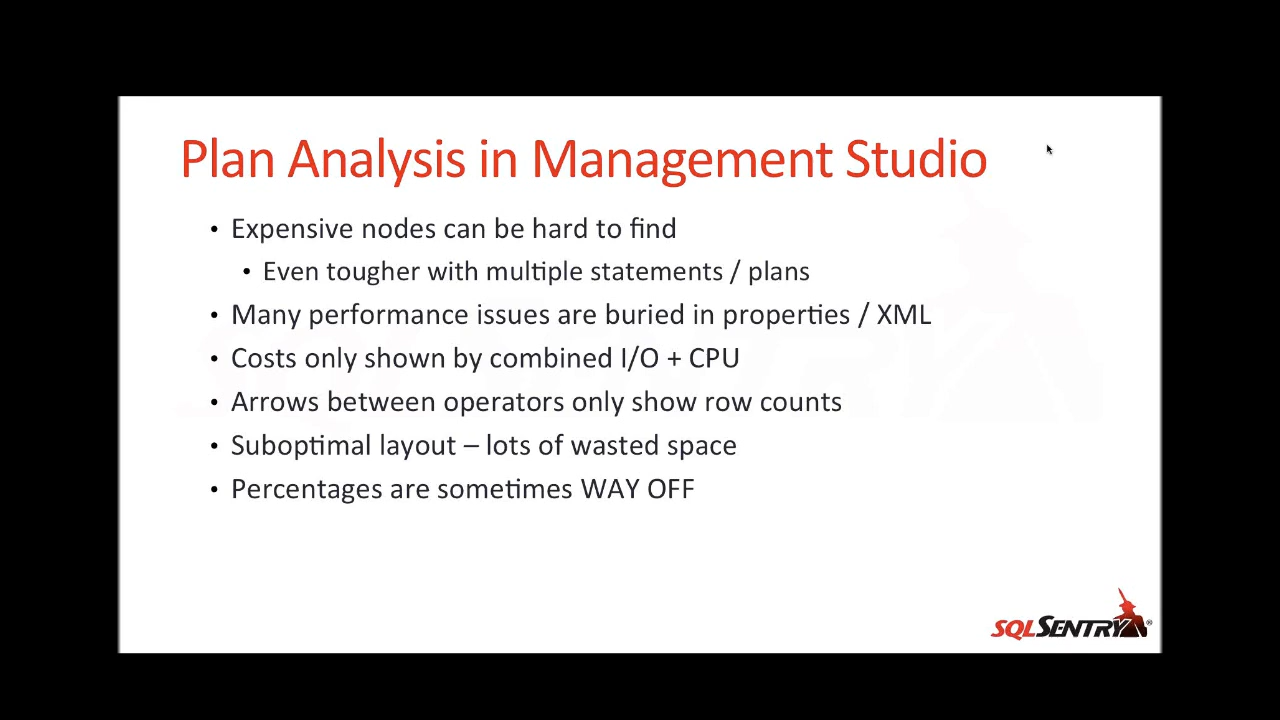 Plan Analysis in Management Studio
• Expensive nodes can be hard to find
• Even tougher with multiple statements / plans
• Many performance issues are buried in properties / XML
• Costs only shown by combined I/O + CPU
• Arrows between operators only show row counts
• Suboptimal layout – lots of wasted space
• Percentages are sometimes WAY OFF
SQLSENTRY®